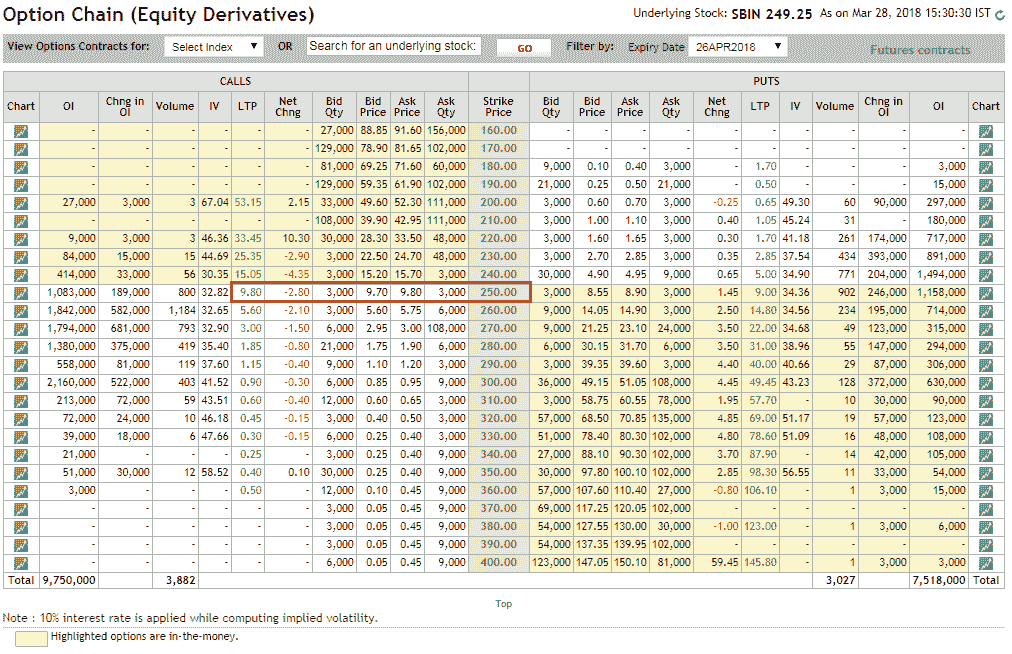 Option Chain (Equity Derivatives)
Underlying Stock: SBIN 249.25 As on Mar 28, 2018 15:30:30 IST
View Options Contracts for: Select Index OR Search for an underlying stock: GO Filter by: Expiry Date 26APR2018 Futures contracts
CALLS PUTS
Chart OI Chng in OI Volume IV LTP Net Chng Bid Qty Bid Price Ask Price Ask Qty Strike Price Bid Qty Bid Price Ask Price Ask Qty Net Chng LTP IV Volume Chng in OI OI Chart
- - - - - - 27,000 88.85 91.60 156,000 160.00 - - - - - - - - - -
- - - - - - 129,000 78.90 81.65 102,000 170.00 - - - - - - - - - -
- - - - - - 81,000 69.25 71.60 60,000 180.00 9,000 0.10 0.40 3,000 - 1.70 - - - 3,000
- - - - - - 129,000 59.35 61.90 102,000 190.00 21,000 0.25 0.50 21,000 - 0.50 - - - 15,000
27,000 3,000 3 67.04 53.15 2.15 33,000 49.60 52.30 111,000 200.00 3,000 0.60 0.70 3,000 -0.25 0.65 49.30 60 90,000 297,000
- - - - - - 108,000 39.90 42.95 111,000 210.00 3,000 1.00 1.10 3,000 0.40 1.05 45.24 31 - 180,000
9,000 3,000 3 46.36 33.45 10.30 30,000 28.30 33.50 48,000 220.00 3,000 1.60 1.65 3,000 0.30 1.70 41.18 261 174,000 717,000
84,000 15,000 15 44.69 25.35 -2.90 3,000 22.50 24.70 48,000 230.00 3,000 2.70 2.85 3,000 0.35 2.85 37.54 434 393,000 891,000
414,000 33,000 56 30.35 15.05 -4.35 3,000 15.20 15.70 3,000 240.00 30,000 4.90 4.95 9,000 0.65 5.00 34.90 771 204,000 1,494,000
1,083,000 189,000 800 32.82 9.80 -2.80 3,000 9.70 9.80 3,000 250.00 3,000 8.55 8.90 3,000 1.45 9.00 34.36 902 246,000 1,158,000
1,842,000 582,000 1,184 32.65 5.60 -2.10 3,000 5.60 5.75 6,000 260.00 9,000 14.05 14.90 3,000 2.50 14.80 34.56 234 195,000 714,000
1,794,000 681,000 793 32.90 3.00 -1.50 6,000 2.95 3.00 108,000 270.00 9,000 21.25 23.10 24,000 3.50 22.00 34.68 49 123,000 315,000
1,380,000 375,000 419 35.40 1.85 -0.80 21,000 1.75 1.90 6,000 280.00 6,000 30.15 31.70 6,000 3.50 31.00 38.96 55 147,000 294,000
558,000 81,000 119 37.60 1.15 -0.40 9,000 1.10 1.20 3,000 290.00 3,000 39.35 39.60 3,000 4.40 40.00 40.66 29 87,000 306,000
2,160,000 522,000 403 41.52 0.90 -0.30 6,000 0.85 0.95 9,000 300.00 36,000 49.15 51.05 108,000 4.45 49.45 43.23 128 372,000 630,000
213,000 72,000 59 43.51 0.60 -0.40 12,000 0.60 0.65 3,000 310.00 3,000 58.75 60.55 78,000 1.95 57.70 - 10 30,000 90,000
72,000 24,000 10 46.18 0.45 -0.15 3,000 0.40 0.50 3,000 320.00 57,000 68.50 70.85 135,000 4.85 69.00 51.17 19 57,000 123,000
39,000 18,000 6 47.66 0.30 -0.15 6,000 0.25 0.40 3,000 330.00 51,000 78.40 80.30 102,000 4.80 78.60 51.09 16 48,000 108,000
21,000 - - - 0.25 - 3,000 0.25 0.40 9,000 340.00 27,000 88.10 90.30 102,000 3.70 87.90 - 14 42,000 105,000
51,000 30,000 12 58.52 0.40 0.10 30,000 0.25 0.40 9,000 350.00 30,000 97.80 100.10 102,000 2.85 98.30 56.55 11 33,000 54,000
3,000 - - - 0.50 - 12,000 0.10 0.45 9,000 360.00 57,000 107.60 110.40 27,000 -0.80 106.10 - 1 3,000 15,000
- - - - - - 3,000 0.05 0.45 9,000 370.00 69,000 117.25 120.05 102,000 - - - - - -
- - - - - - 3,000 0.05 0.45 9,000 380.00 54,000 127.55 130.00 30,000 -1.00 123.00 - 1 3,000 6,000
- - - - - - 3,000 0.05 0.45 9,000 390.00 54,000 137.35 139.95 102,000 - - - - - -
- - - - - - 6,000 0.05 0.45 9,000 400.00 123,000 147.05 150.10 81,000 59.45 145.80 - 1 3,000 3,000
Total 9,750,000 3,882 3,027 7,518,000 Total
Top
Note : 10% interest rate is applied while computing implied volatility.
Highlighted options are in-the-money.